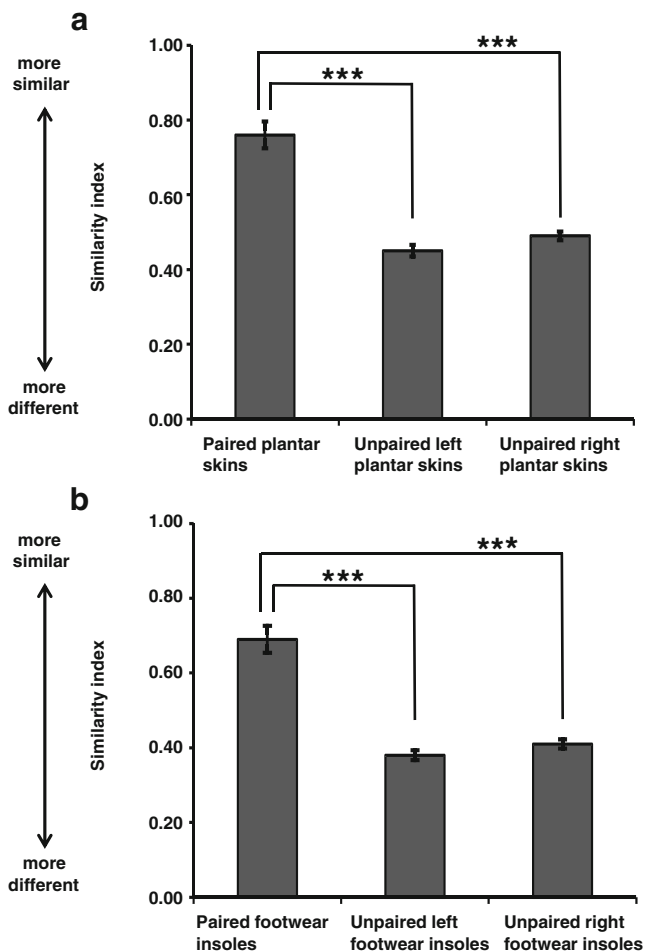 a
more
similar
more
different
Similarity index
1.00
0.80
0.60
0.40
0.20
0.00
***
***
Paired plantar
skins
Unpaired left
plantar skins
Unpaired right
plantar skins
b
more
similar
more
different
Similarity index
1.00
0.80
0.60
0.40
0.20
0.00
***
***
Paired footwear
insoles
Unpaired left
footwear insoles
Unpaired right
footwear insoles